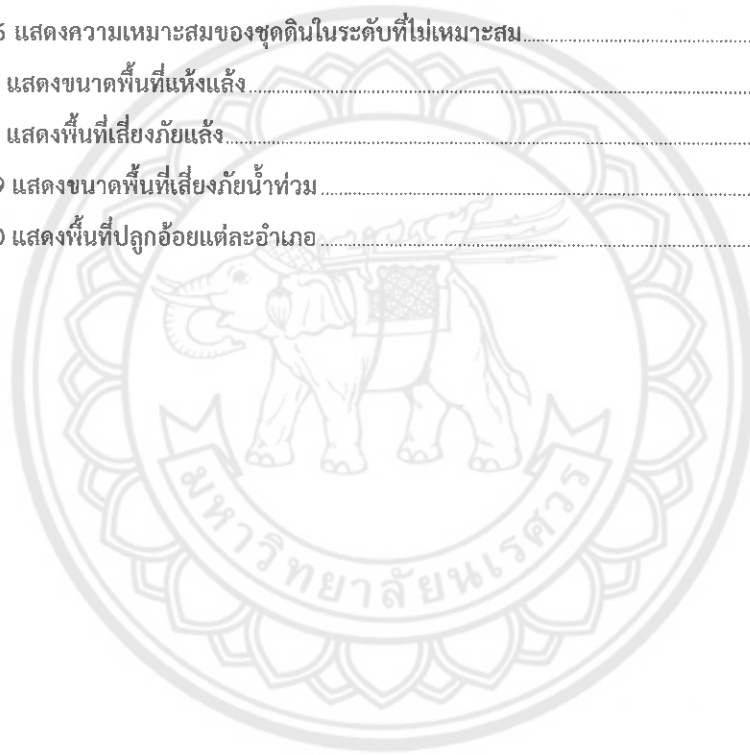 6 แสดงความเหมาะสมของชุดดินในระดับที่ไม่เหมาะสม
แสดงขนาดพื้นที่แห้งแล้ง
แสดงพื้นที่เสี่ยงภัยแล้ง
9 แสดงขนาดพื้นที่เสี่ยงภัยน้ำท่วม
0 แสดงพื้นที่ปลูกอ้อยแต่ละอำเภอ
มหาวิทยาลัยนเรศวร